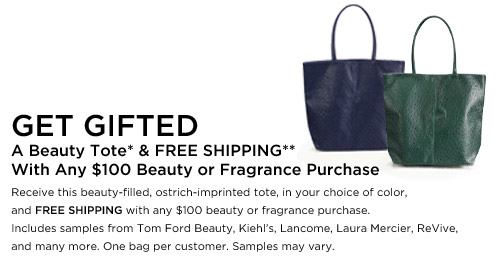 GET GIFTED
A Beauty Tote* & FREE SHIPPING**
With Any $100 Beauty or Fragrance Purchase
Receive this beauty-filled, ostrich-imprinted tote, in your choice of color,
and FREE SHIPPING with any $100 beauty or fragrance purchase.
Includes samples from Tom Ford Beauty, Kiehl's, Lancome, Laura Mercier, ReVive,
and many more. One bag per customer. Samples may vary.